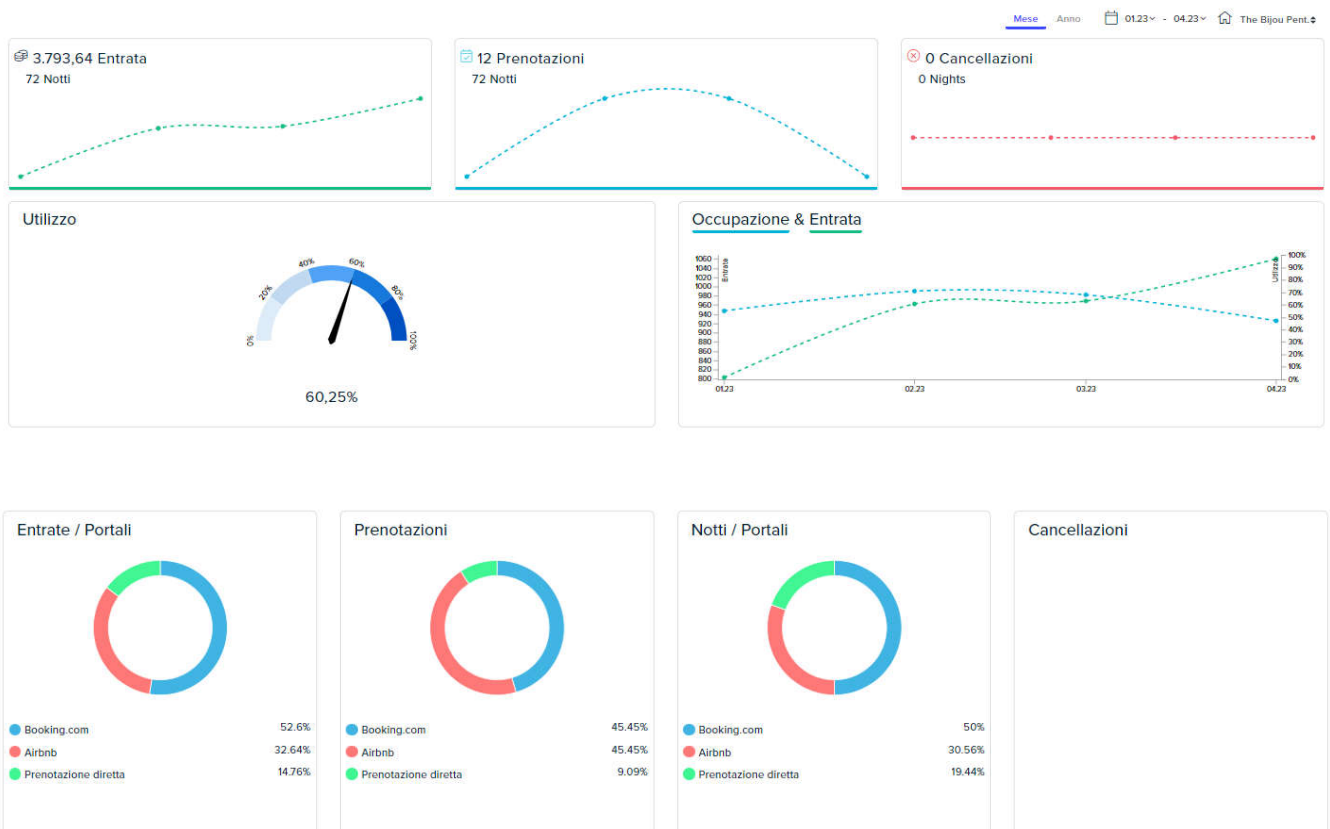 Mese Anno 01.23 - 04.23 The Bijou Pent.
3.793,64 Entrata
72 Notti
12 Prenotazioni
72 Notti
0 Cancellazioni
0 Nights
Utilizzo
0%
20%
40%
60%
80%
100%
60,25%
Occupazione & Entrata
Entrata
1060
1040
1020
1000
980
960
940
920
900
880
860
840
820
800
Utilizzo
100%
90%
80%
70%
60%
50%
40%
30%
20%
10%
0%
01.23 02.23 03.23 04.23
Entrate / Portali
Booking.com 52.6%
Airbnb 32.64%
Prenotazione diretta 14.76%
Prenotazioni
Booking.com 45.45%
Airbnb 45.45%
Prenotazione diretta 9.09%
Notti / Portali
Booking.com 50%
Airbnb 30.56%
Prenotazione diretta 19.44%
Cancellazioni